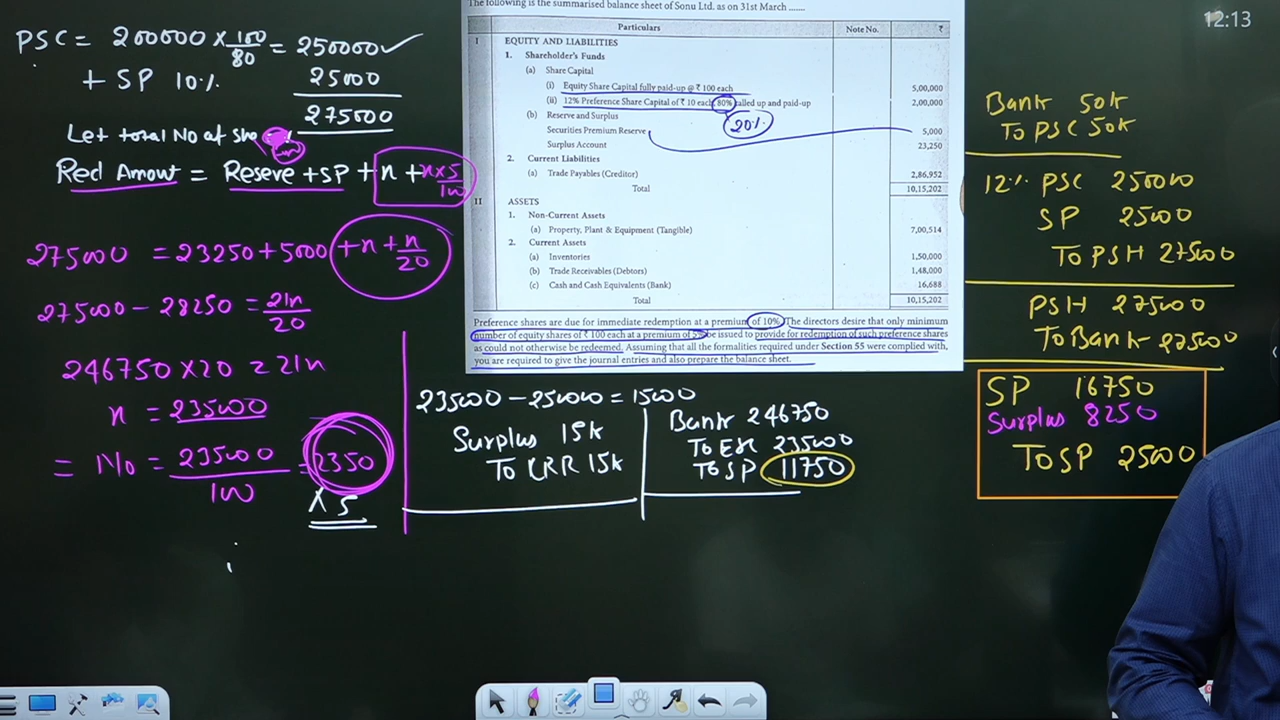 12:13
PSC = 200000 × 100/80 = 250000 ✓
+ SP 10% 25000
275000
Let total No of Sha
Red Amount = Reseve + SP + n + n×5/100
275000 = 23250 + 5000 + n + n/20
275000 - 28250 = 21n/20
246750 × 20 = 21n
n = 235000
= No = 235000/100 = 2350
× 5
The following is the summarised balance sheet of Sonu Ltd. as on 31st March .......
Particulars Note No. ₹
I EQUITY AND LIABILITIES
1. Shareholder's Funds
(a) Share Capital
(i) Equity Share Capital fully paid-up @ ₹ 100 each 5,00,000
(ii) 12% Preference Share Capital of ₹ 10 each 80% called up and paid-up 2,00,000
20%
(b) Reserve and Surplus
Securities Premium Reserve 5,000
Surplus Account 23,250
2. Current Liabilities
(a) Trade Payables (Creditor) 2,86,952
Total 10,15,202
II ASSETS
1. Non-Current Assets
(a) Property, Plant & Equipment (Tangible) 7,00,514
2. Current Assets
(a) Inventories 1,50,000
(b) Trade Receivables (Debtors) 1,48,000
(c) Cash and Cash Equivalents (Bank) 16,688
Total 10,15,202
Preference shares are due for immediate redemption at a premium of 10%. The directors desire that only minimum
number of equity shares of ₹ 100 each at a premium of be issued to provide for redemption of such preference shares
as could not otherwise be redeemed. Assuming that all the formalities required under Section 55 were complied with,
you are required to give the journal entries and also prepare the balance sheet.
235000 - 250000 = 15000
Surplus 15k
To CRR 15k
Bank 246750
To ESC 235000
To SP 11750
Bank 50k
To PSC 50k
12% PSC 250000
SP 25000
To PSH 275000
PSH 275000
To Bank 275000
SP 16750
Surplus 8250
To SP 25000